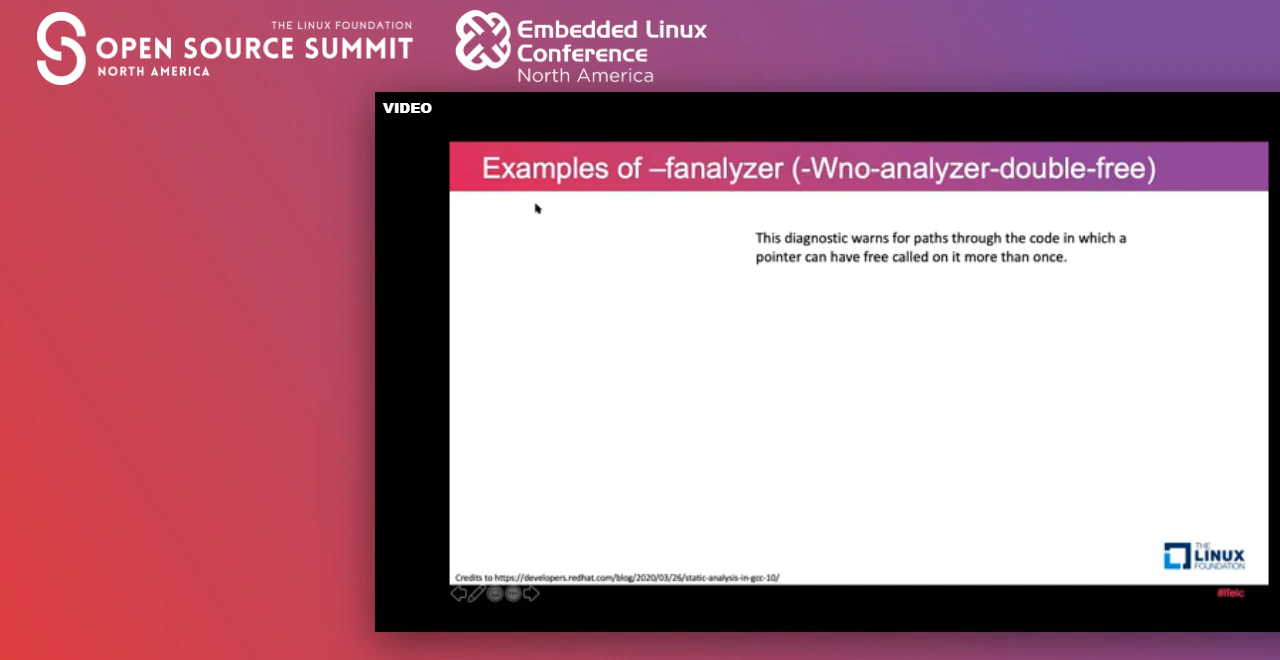 THE LINUX FOUNDATION
OPEN SOURCE SUMMIT
NORTH AMERICA
Embedded Linux
Conference
North America
VIDEO
Examples of –fanalyzer (-Wno-analyzer-double-free)
This diagnostic warns for paths through the code in which a
pointer can have free called on it more than once.
THE
LINUX
FOUNDATION
Credits to https://developers.redhat.com/blog/2020/03/26/static-analysis-in-gcc-10/
#lfelc